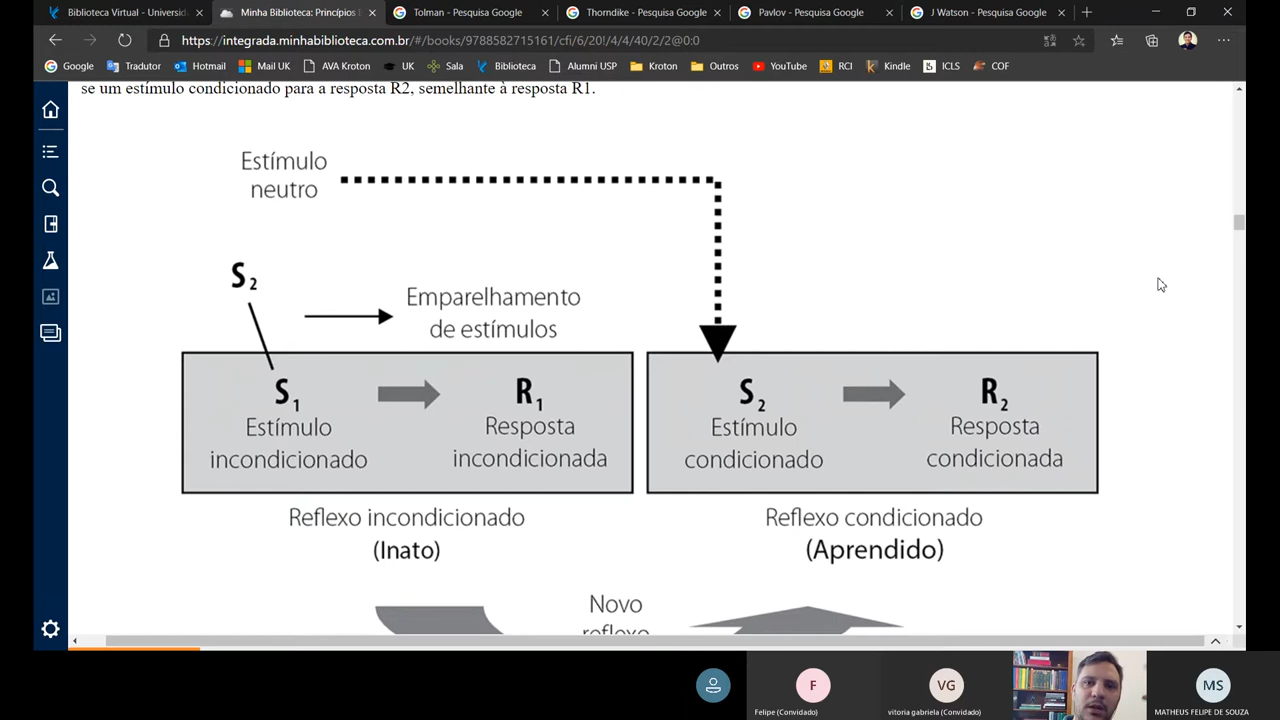 Biblioteca Virtual - Universid
Minha Biblioteca: Princípios
Tolman - Pesquisa Google
Thorndike - Pesquisa Google
Pavlov - Pesquisa Google
J Watson - Pesquisa Google
https://integrada.minhabiblioteca.com.br/#/books/9788582715161/cfi/6/20!/4/4/40/2/2@0:0
Google Tradutor Hotmail Mail UK AVA Kroton UK Sala Biblioteca Alumni USP Kroton Outros YouTube RCI Kindle ICLS COF
se um estímulo condicionado para a resposta R2, semelhante à resposta R1.
Estímulo
neutro
S2
Emparelhamento
de estímulos
S1 R1
Estímulo Resposta
incondicionado incondicionada
S2 R2
Estímulo Resposta
condicionado condicionada
Reflexo incondicionado
(Inato)
Reflexo condicionado
(Aprendido)
Novo
reflexo
F
Felipe (Convidado)
VG
vitoria gabriela (Convidado)
MS
MATHEUS FELIPE DE SOUZA